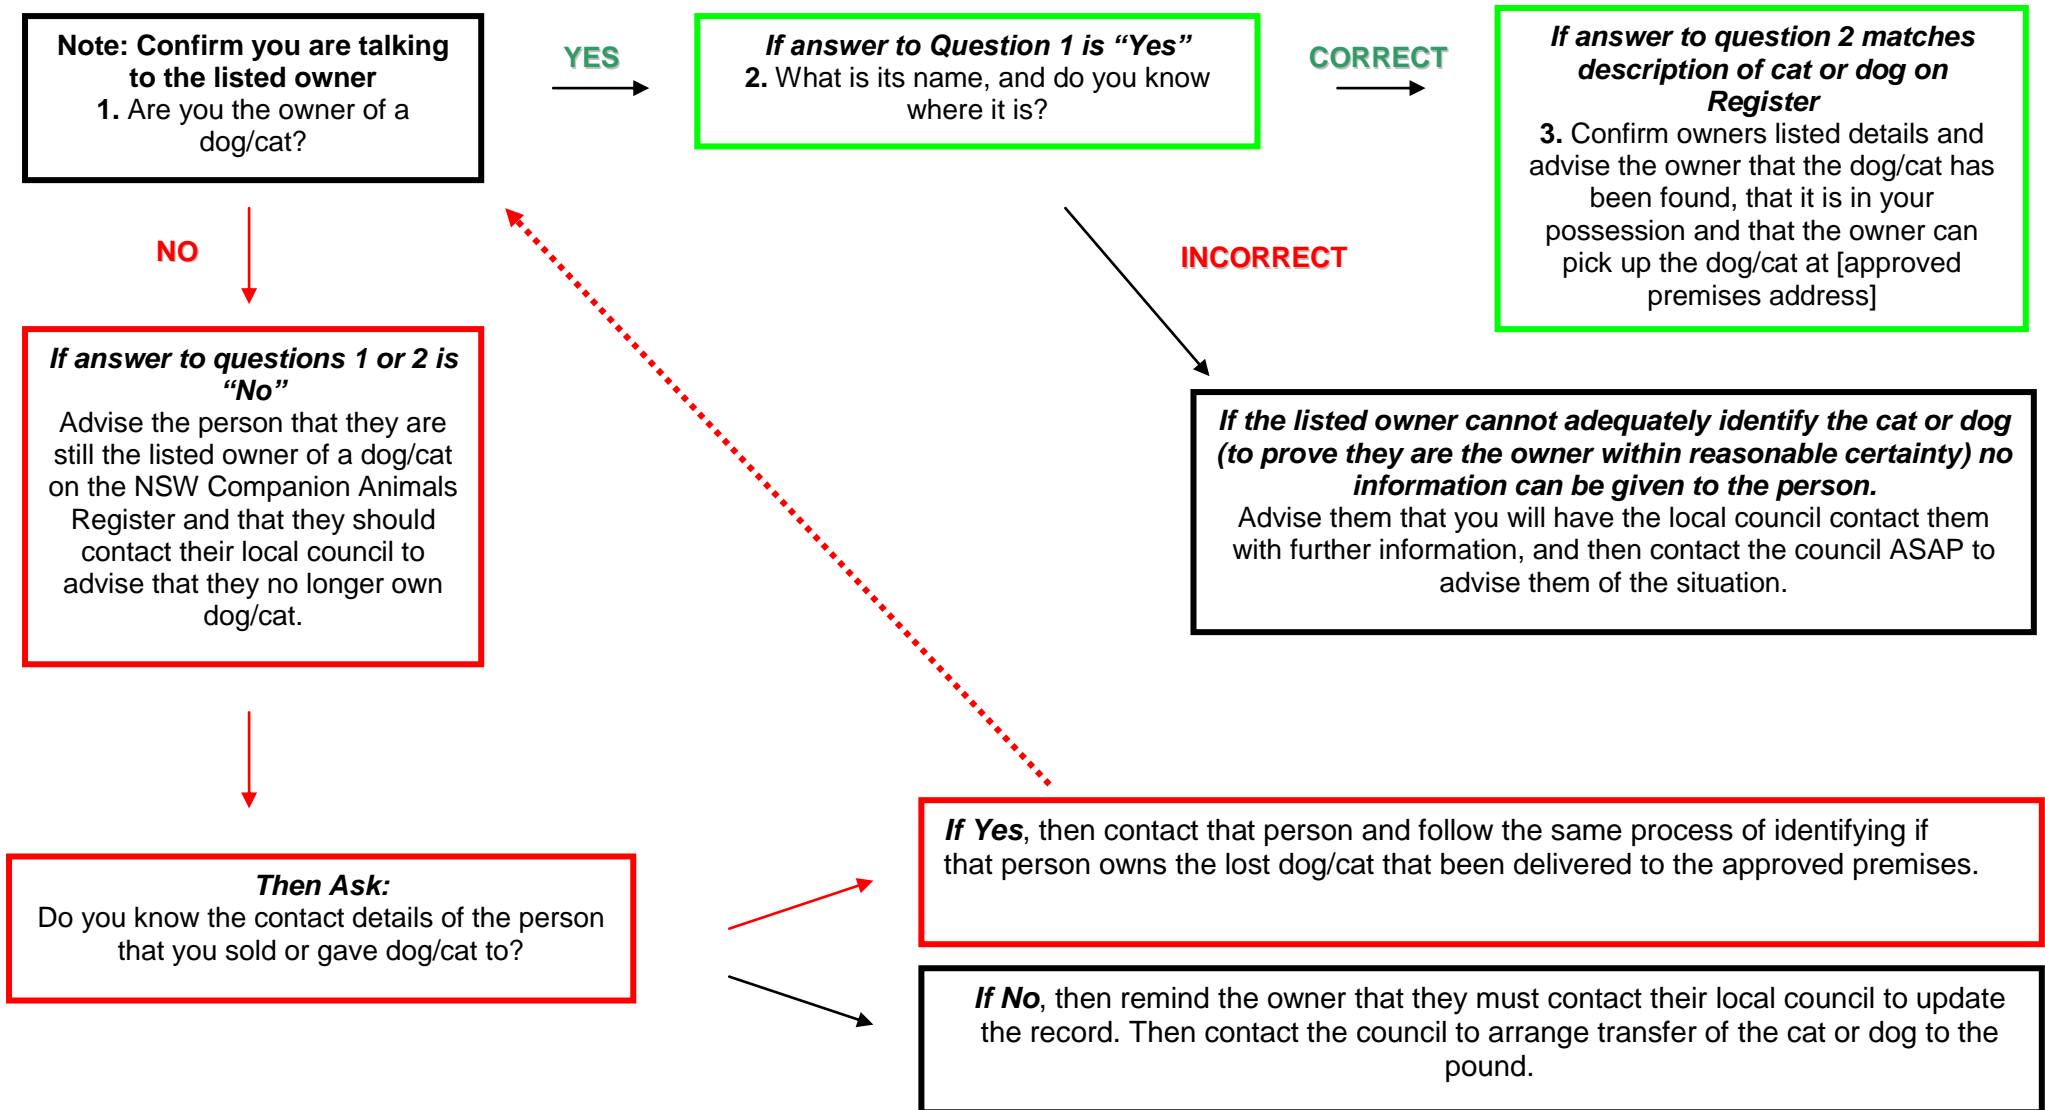 Note: Confirm you are talking
to the listed owner
1. Are you the owner of a
dog/cat?
YES
If answer to Question 1 is “Yes”
2. What is its name, and do you know
where it is?
CORRECT
If answer to question 2 matches
description of cat or dog on
Register
3. Confirm owners listed details and
advise the owner that the dog/cat has
been found, that it is in your
possession and that the owner can
pick up the dog/cat at [approved
premises address]
NO
INCORRECT
If answer to questions 1 or 2 is
“No”
Advise the person that they are
still the listed owner of a dog/cat
on the NSW Companion Animals
Register and that they should
contact their local council to
advise that they no longer own
dog/cat.
If the listed owner cannot adequately identify the cat or dog
(to prove they are the owner within reasonable certainty) no
information can be given to the person.
Advise them that you will have the local council contact them
with further information, and then contact the council ASAP to
advise them of the situation.
Then Ask:
Do you know the contact details of the person
that you sold or gave dog/cat to?
If Yes, then contact that person and follow the same process of identifying if
that person owns the lost dog/cat that been delivered to the approved premises.
If No, then remind the owner that they must contact their local council to update
the record. Then contact the council to arrange transfer of the cat or dog to the
pound.